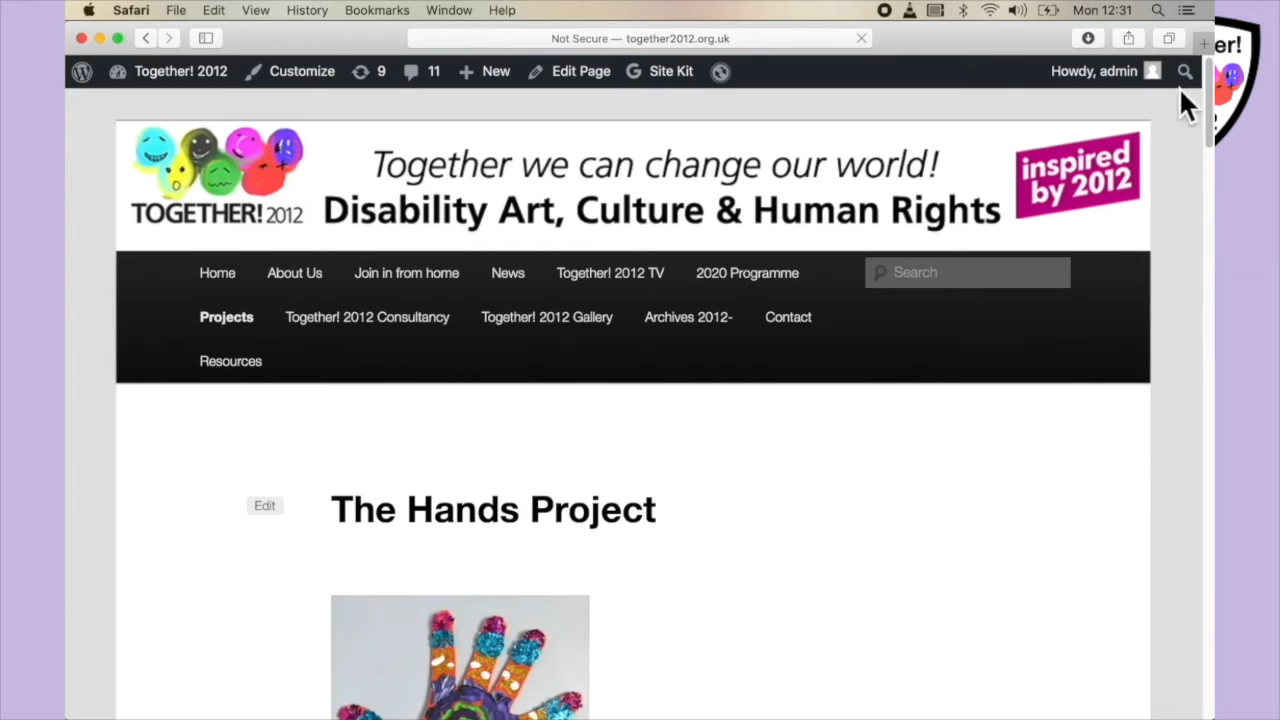 Safari File Edit View History Bookmarks Window Help Mon 12:31
Not Secure — together2012.org.uk
er!
Together! 2012 Customize 9 11 New Edit Page Site Kit Howdy, admin
Together we can change our world!
TOGETHER! 2012 Disability Art, Culture & Human Rights
inspired
by 2012
Home About Us Join in from home News Together! 2012 TV 2020 Programme Search
Projects Together! 2012 Consultancy Together! 2012 Gallery Archives 2012- Contact
Resources
Edit The Hands Project